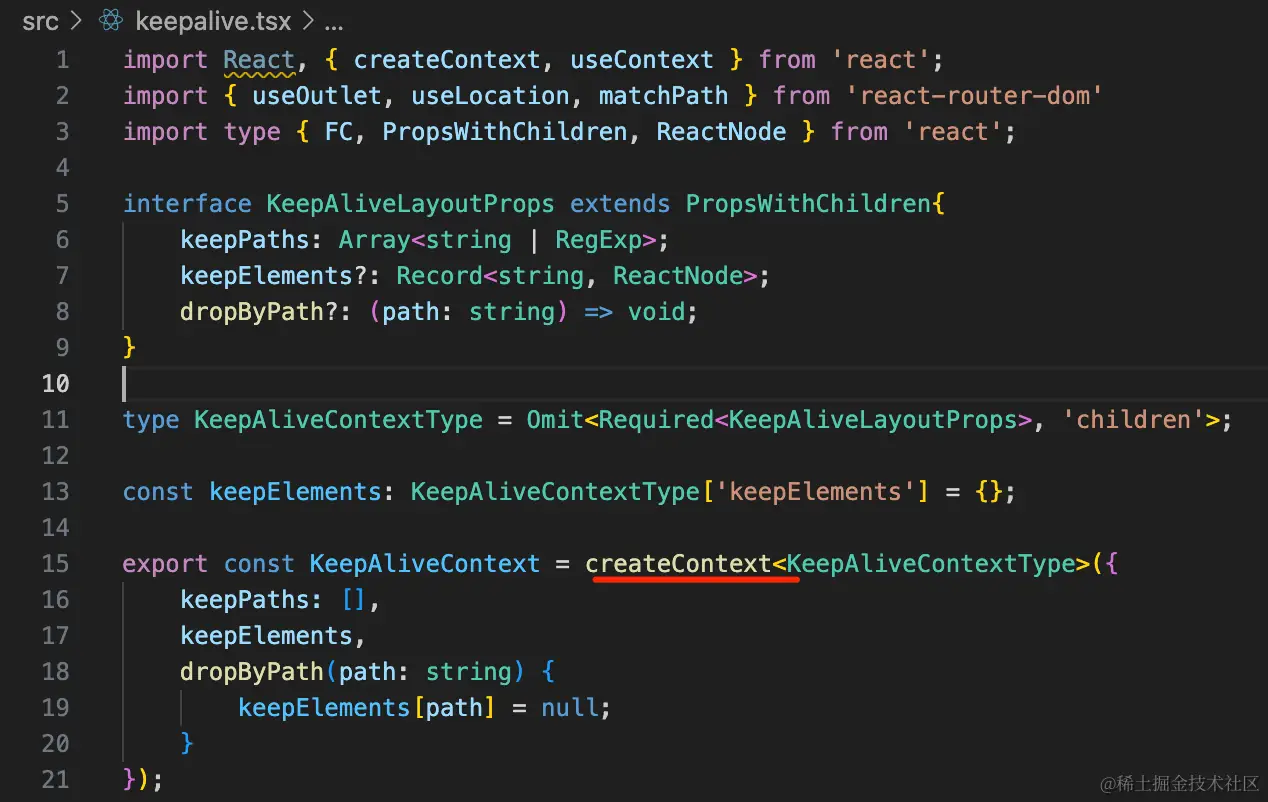 src > keepalive.tsx > ...
1 import React, { createContext, useContext } from 'react';
2 import { useOutlet, useLocation, matchPath } from 'react-router-dom'
3 import type { FC, PropsWithChildren, ReactNode } from 'react';
4
5 interface KeepAliveLayoutProps extends PropsWithChildren{
6     keepPaths: Array<string | RegExp>;
7     keepElements?: Record<string, ReactNode>;
8     dropByPath?: (path: string) => void;
9 }
10
11 type KeepAliveContextType = Omit<Required<KeepAliveLayoutProps>, 'children'>;
12
13 const keepElements: KeepAliveContextType['keepElements'] = {};
14
15 export const KeepAliveContext = createContext<KeepAliveContextType>({
16     keepPaths: [],
17     keepElements,
18     dropByPath(path: string) {
19         keepElements[path] = null;
20     }
21 });
@稀土掘金技术社区